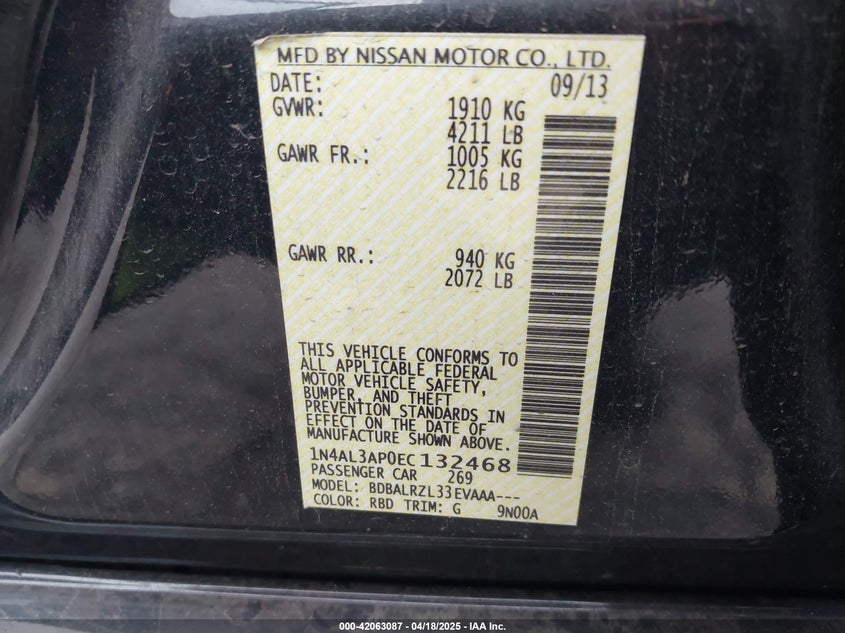 MFD BY NISSAN MOTOR CO., LTD.
DATE: 09/13
GVWR: 1910 KG
4211 LB
GAWR FR.: 1005 KG
2216 LB
GAWR RR.: 940 KG
2072 LB
THIS VEHICLE CONFORMS TO
ALL APPLICABLE FEDERAL
MOTOR VEHICLE SAFETY,
BUMPER, AND THEFT
PREVENTION STANDARDS IN
EFFECT ON THE DATE OF
MANUFACTURE SHOWN ABOVE.
1N4AL3AP0EC132468
PASSENGER CAR 269
MODEL: BDBALRZL33EVAAA---
COLOR: RBD TRIM: G 9N00A
000-42063087 - 04/18/2025 - IAA Inc.